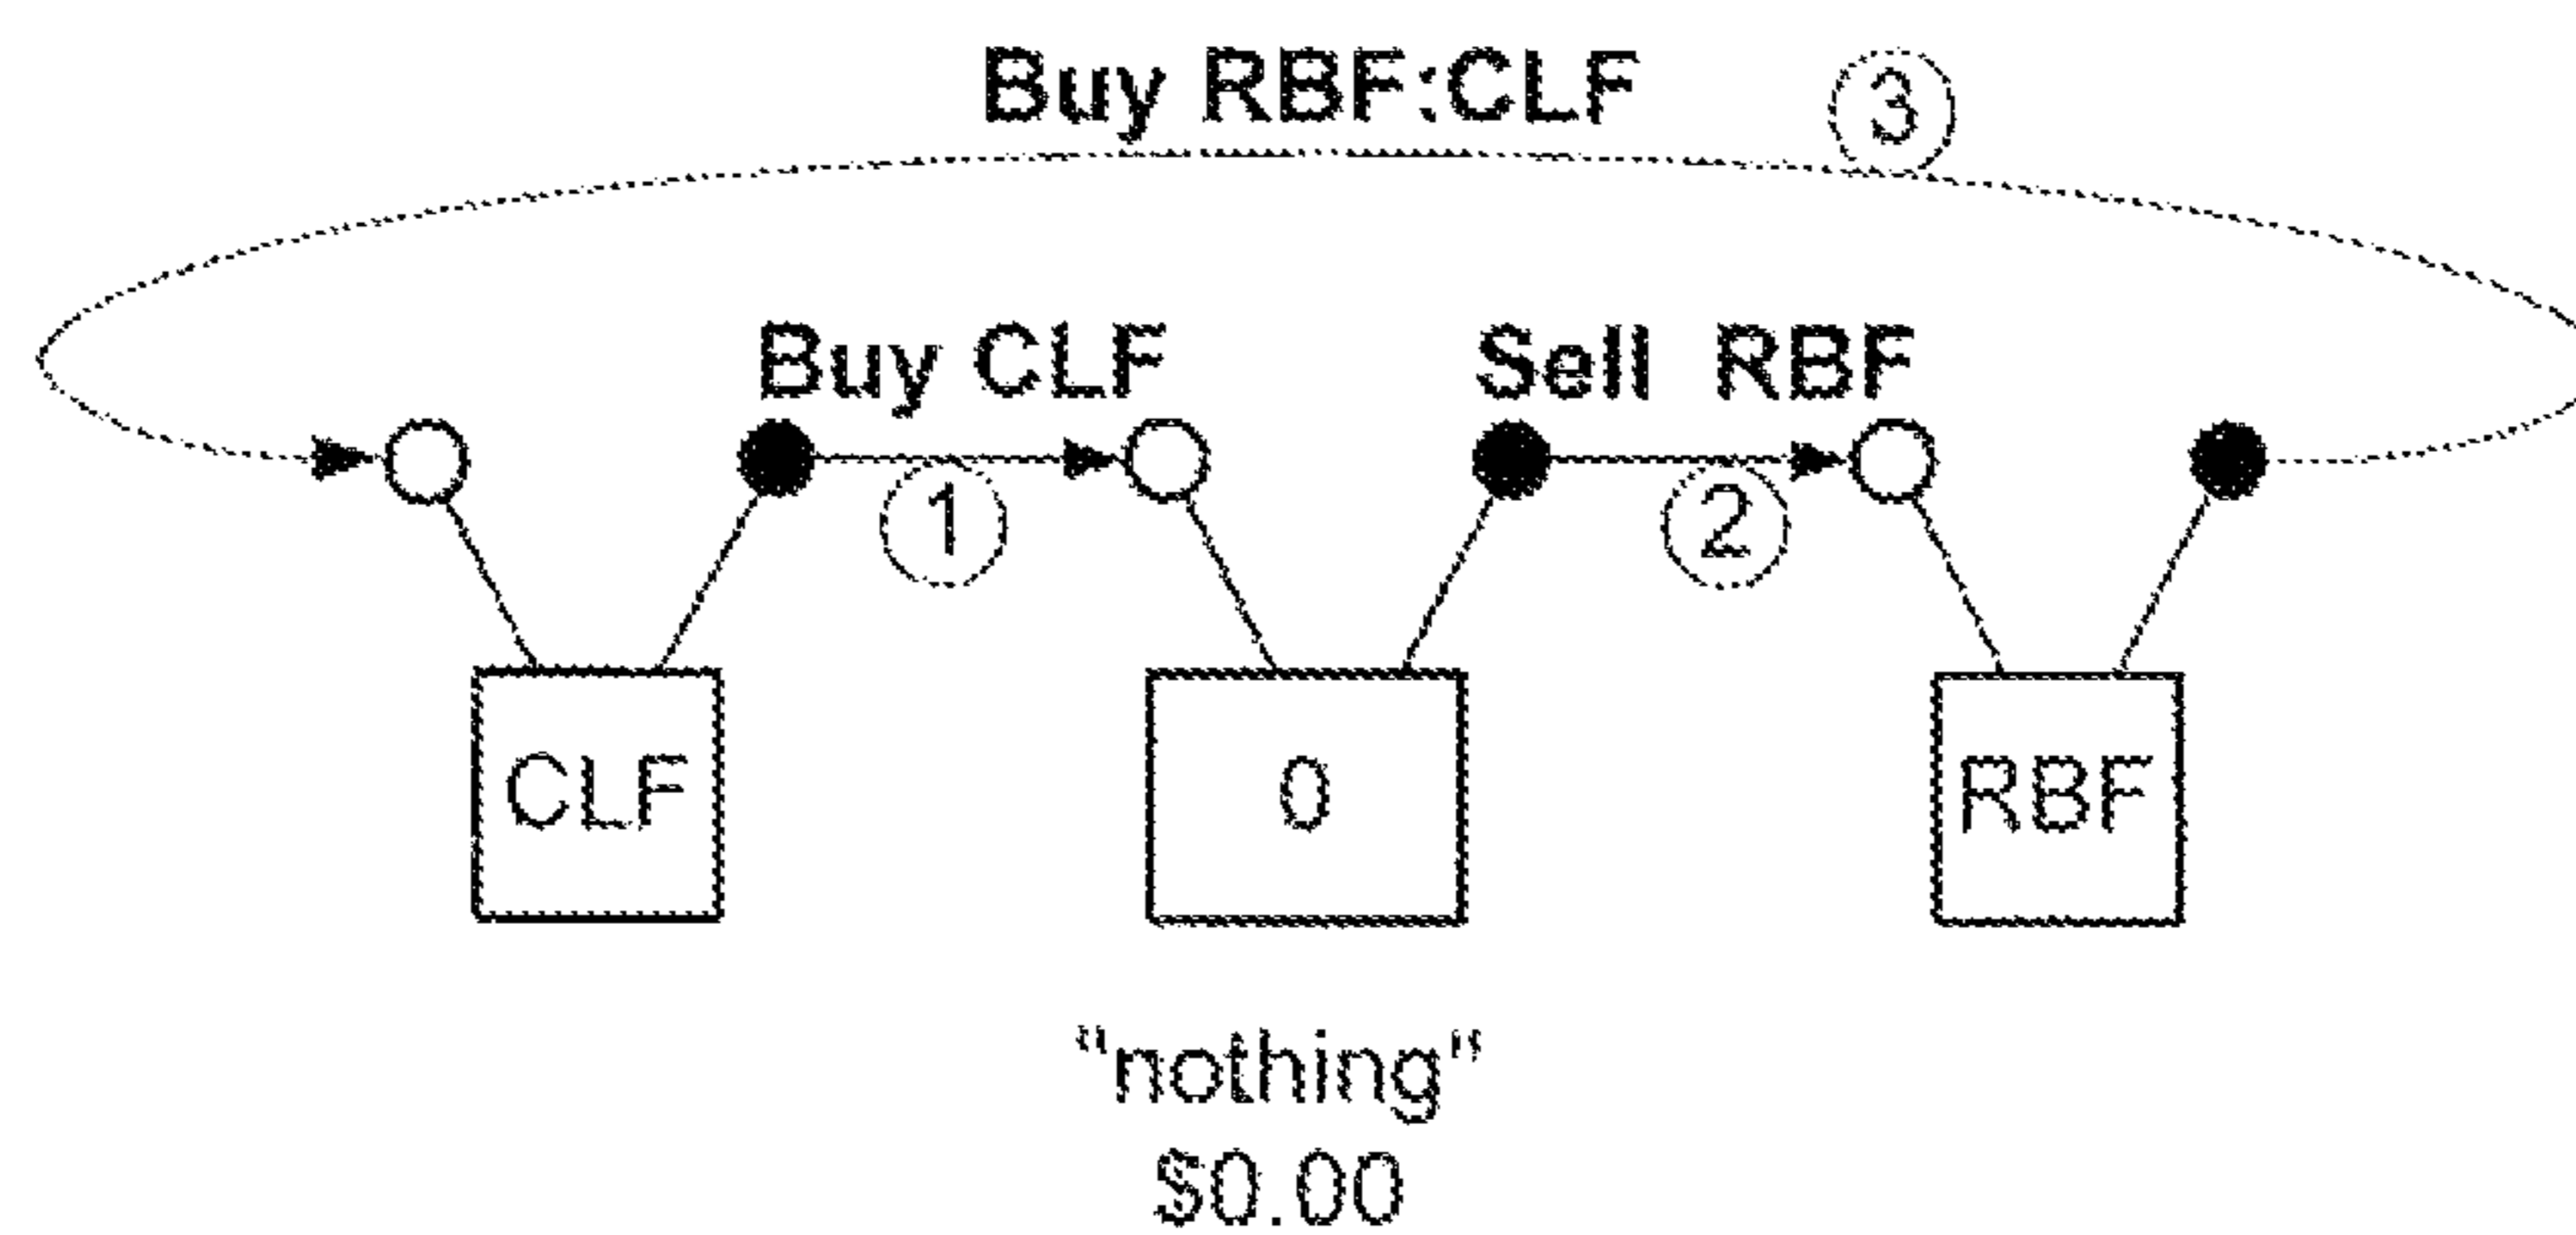 Buy RBF:CLF 3
Buy CLF Sell RBF
1 2
CLF 0 RBF
"nothing"
$0.00